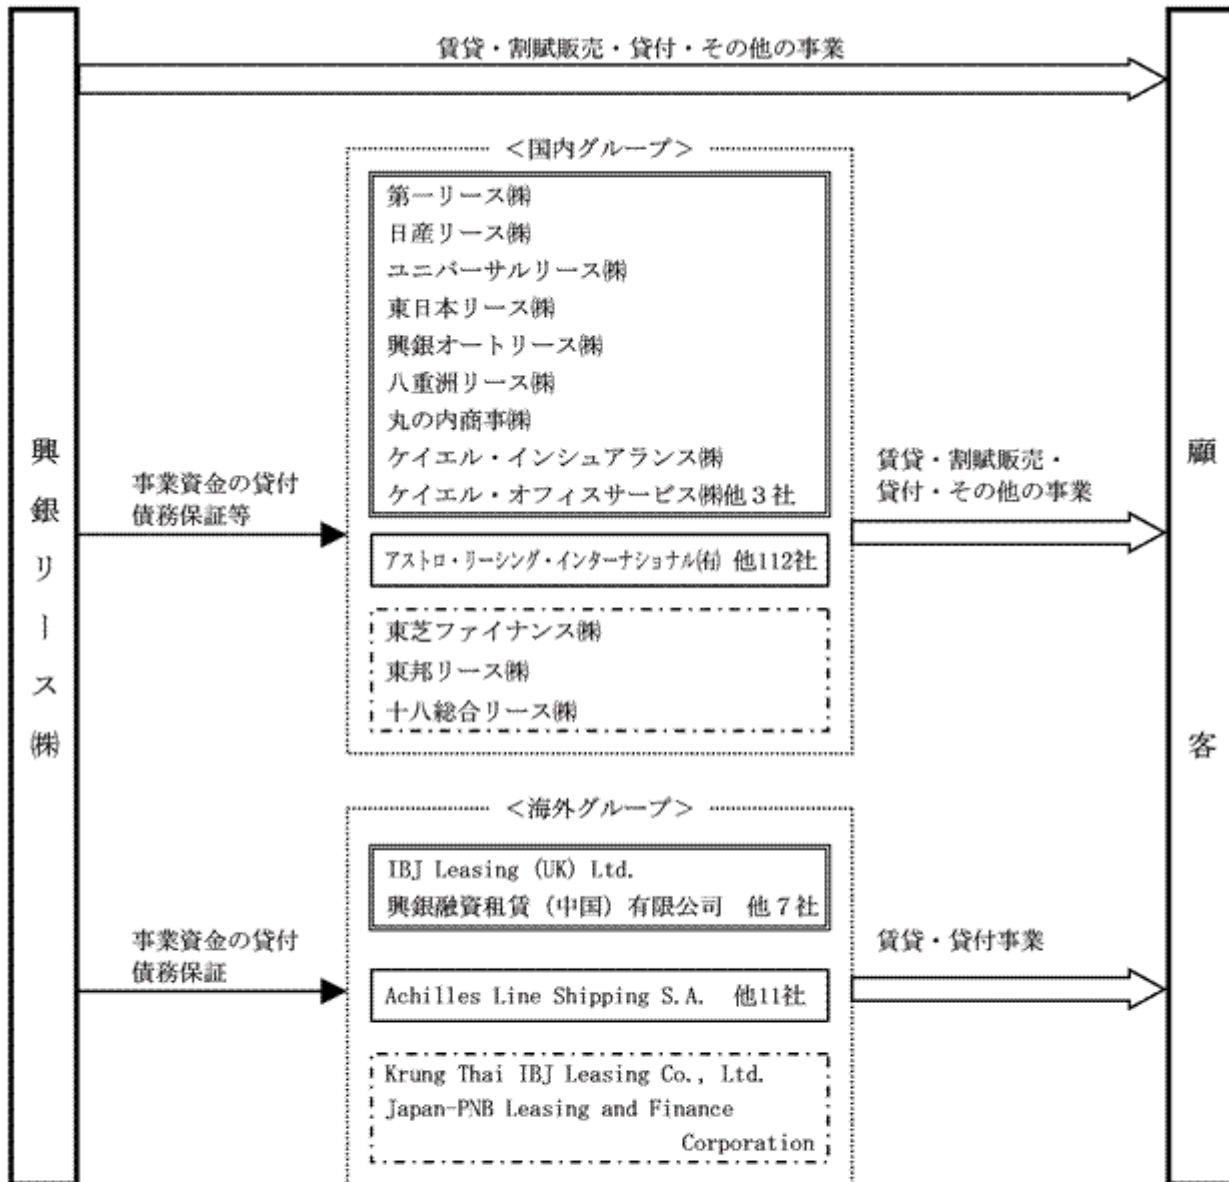 賃貸・割賦販売・貸付・その他の事業
興銀リース㈱
顧客
＜国内グループ＞
第一リース㈱
日産リース㈱
ユニバーサルリース㈱
東日本リース㈱
興銀オートリース㈱
八重洲リース㈱
丸の内商事㈱
ケイエル・インシュアランス㈱
ケイエル・オフィスサービス㈱他３社
事業資金の貸付
債務保証等
賃貸・割賦販売・
貸付・その他の事業
アストロ・リーシング・インターナショナル㈲ 他112社
東芝ファイナンス㈱
東邦リース㈱
十八総合リース㈱
＜海外グループ＞
IBJ Leasing (UK) Ltd.
興銀融資租賃（中国）有限公司　他７社
事業資金の貸付
債務保証
賃貸・貸付事業
Achilles Line Shipping S.A.　他11社
Krung Thai IBJ Leasing Co., Ltd.
Japan-PNB Leasing and Finance
Corporation